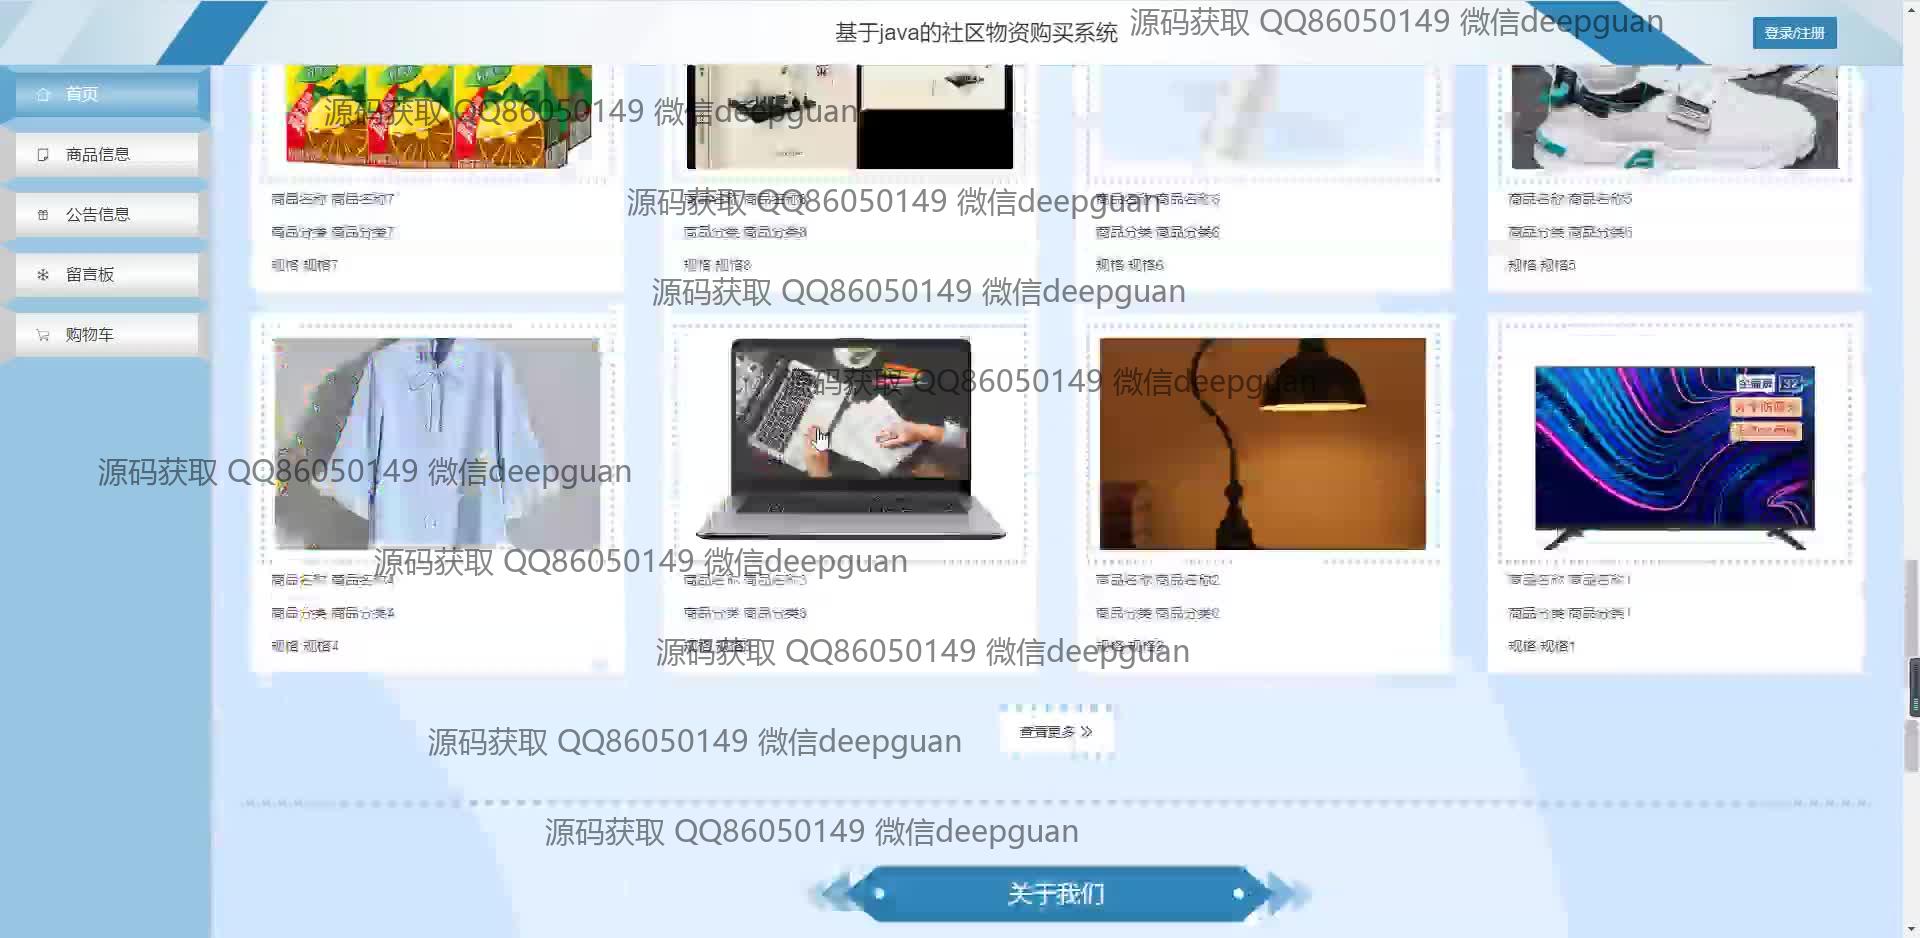 基于java的社区物资购买系统
源码获取 QQ86050149 微信deepguan
登录/注册
首页
商品信息
公告信息
留言板
购物车
源码获取 QQ86050149 微信deepguan
商品名称 商品名称7
商品分类 商品分类7
规格 规格7
源码获取 QQ86050149 微信deepguan
商品分类 商品分类8
规格 规格8
商品名称 商品名称6
商品分类 商品分类6
规格 规格6
商品名称 商品名称5
商品分类 商品分类5
规格 规格5
源码获取 QQ86050149 微信deepguan
源码获取 QQ86050149 微信deepguan
全面屏 32
源码获取 QQ86050149 微信deepguan
源码获取 QQ86050149 微信deepguan
商品名称 商品名称4
商品分类 商品分类4
规格 规格4
商品名称 商品名称3
商品分类 商品分类3
商品名称 商品名称2
商品分类 商品分类2
规格 规格2
商品名称 商品名称1
商品分类 商品分类1
规格 规格1
源码获取 QQ86050149 微信deepguan
查看更多
源码获取 QQ86050149 微信deepguan
源码获取 QQ86050149 微信deepguan
关于我们